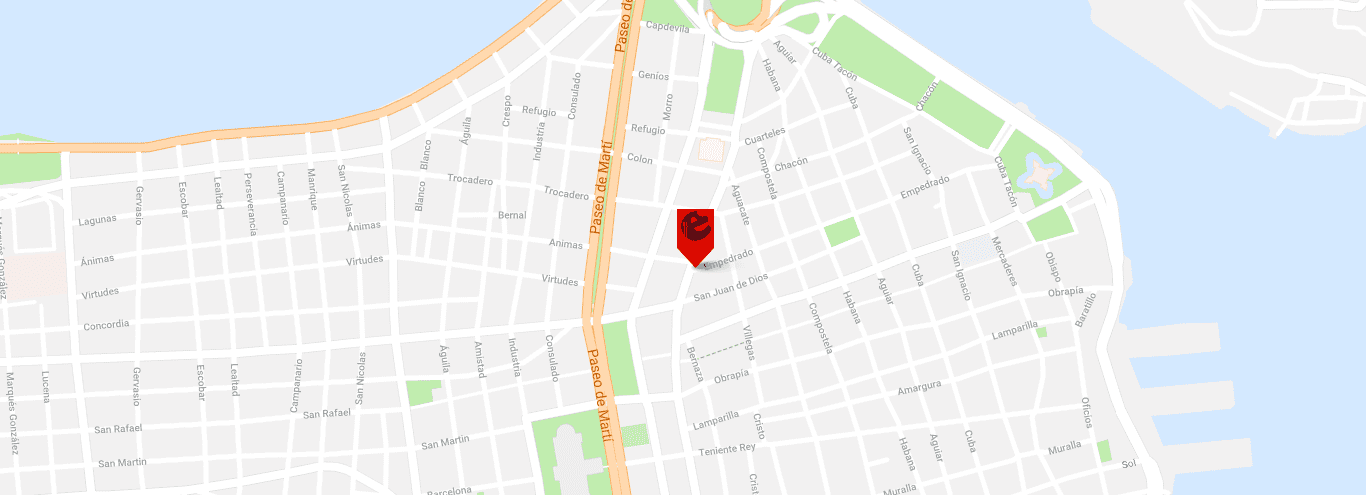 Paseo de
Capdevila
Aguiar
Cuba Tacón
Habana
Genios
Consulado
Crespo
Refugio
Morro
Cuba
Chacón
Águila
Industria
Refugio
Cuarteles
San Ignacio
Blanco
Colon
Paseo de Martí
Compostela
Chacón
Cuba Tacón
San Nicolas
Manrique
Campanario
Perseverancia
Lealtad
Escobar
Gervasio
Blanco
Trocadero
Trocadero
Aguacate
Empedrado
Lagunas
Bernal
Ánimas
Animas
Ánimas
Virtudes
Empedrado
Mercaderes
Obispo
San Ignacio
Cuba
Aguiar
Habana
Marqués González
Virtudes
Virtudes
San Juan de Dios
Obrapía
Baratillo
Compostela
Concordia
Villegas
Lamparilla
Consulado
Industria
Amistad
Águila
San Nicolas
Campanario
Lealtad
Escobar
Gervasio
Lucena
Marqués González
Bernaza
Obrapía
Paseo de Martí
Amargura
San Rafael
San Rafael
Lamparilla
Cristo
Oficios
San Martin
San Martin
Teniente Rey
Habana
Aguiar
Cuba
Muralla
Sol
Barcelona
Crist
e